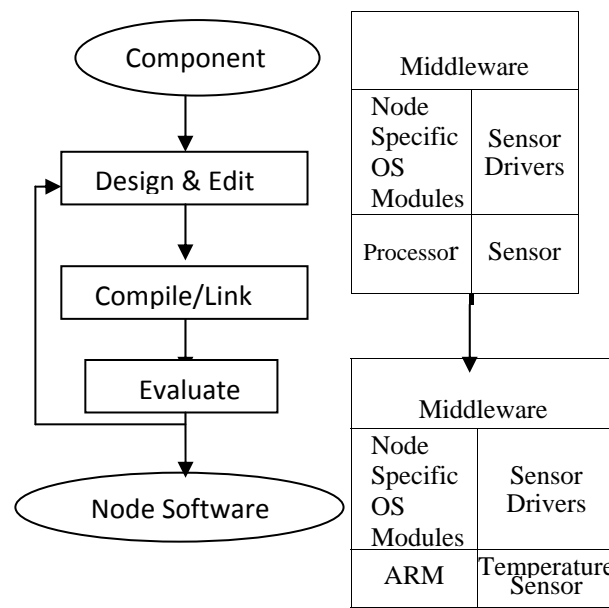 Component
Design & Edit
Compile/Link
Evaluate
Node Software
Middleware
Node
Specific
OS
Modules
Sensor
Drivers
Processor
Sensor
Middleware
Node
Specific
OS
Modules
Sensor
Drivers
ARM
Temperature
Sensor